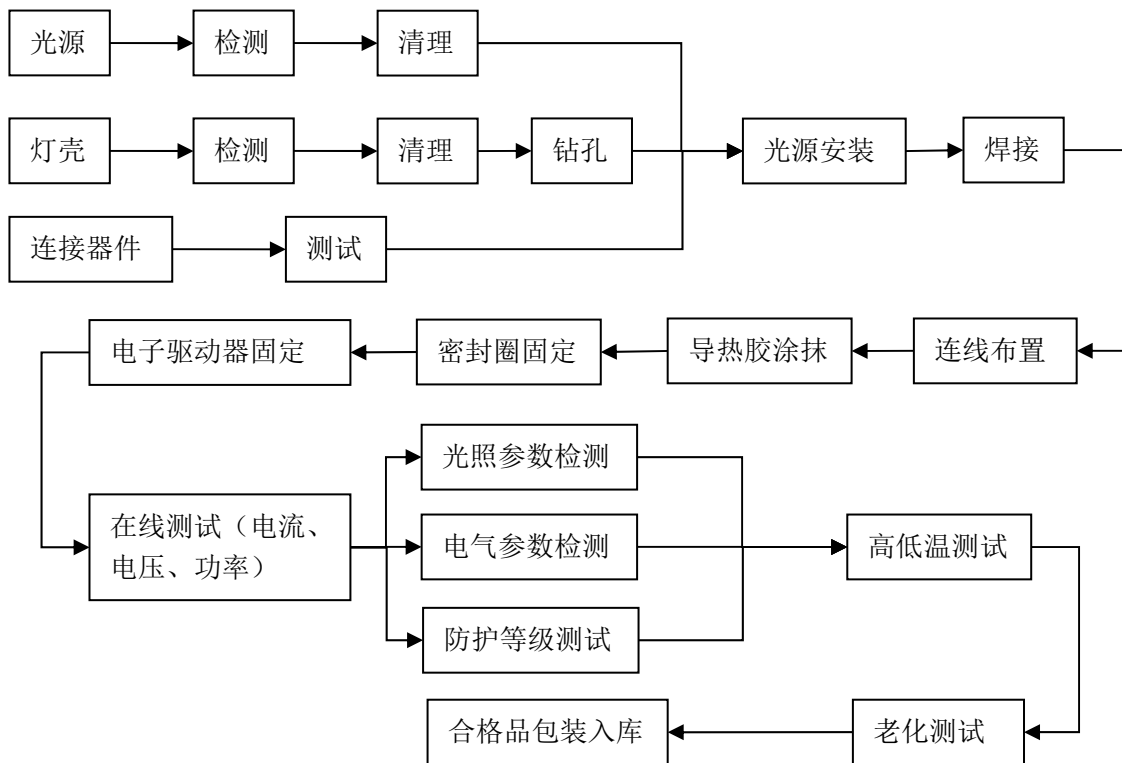 光源
检测
清理
灯壳
检测
清理
钻孔
光源安装
焊接
连接器件
测试
电子驱动器固定
密封圈固定
导热胶涂抹
连线布置
光照参数检测
在线测试（电流、
电压、功率）
电气参数检测
高低温测试
防护等级测试
合格品包装入库
老化测试